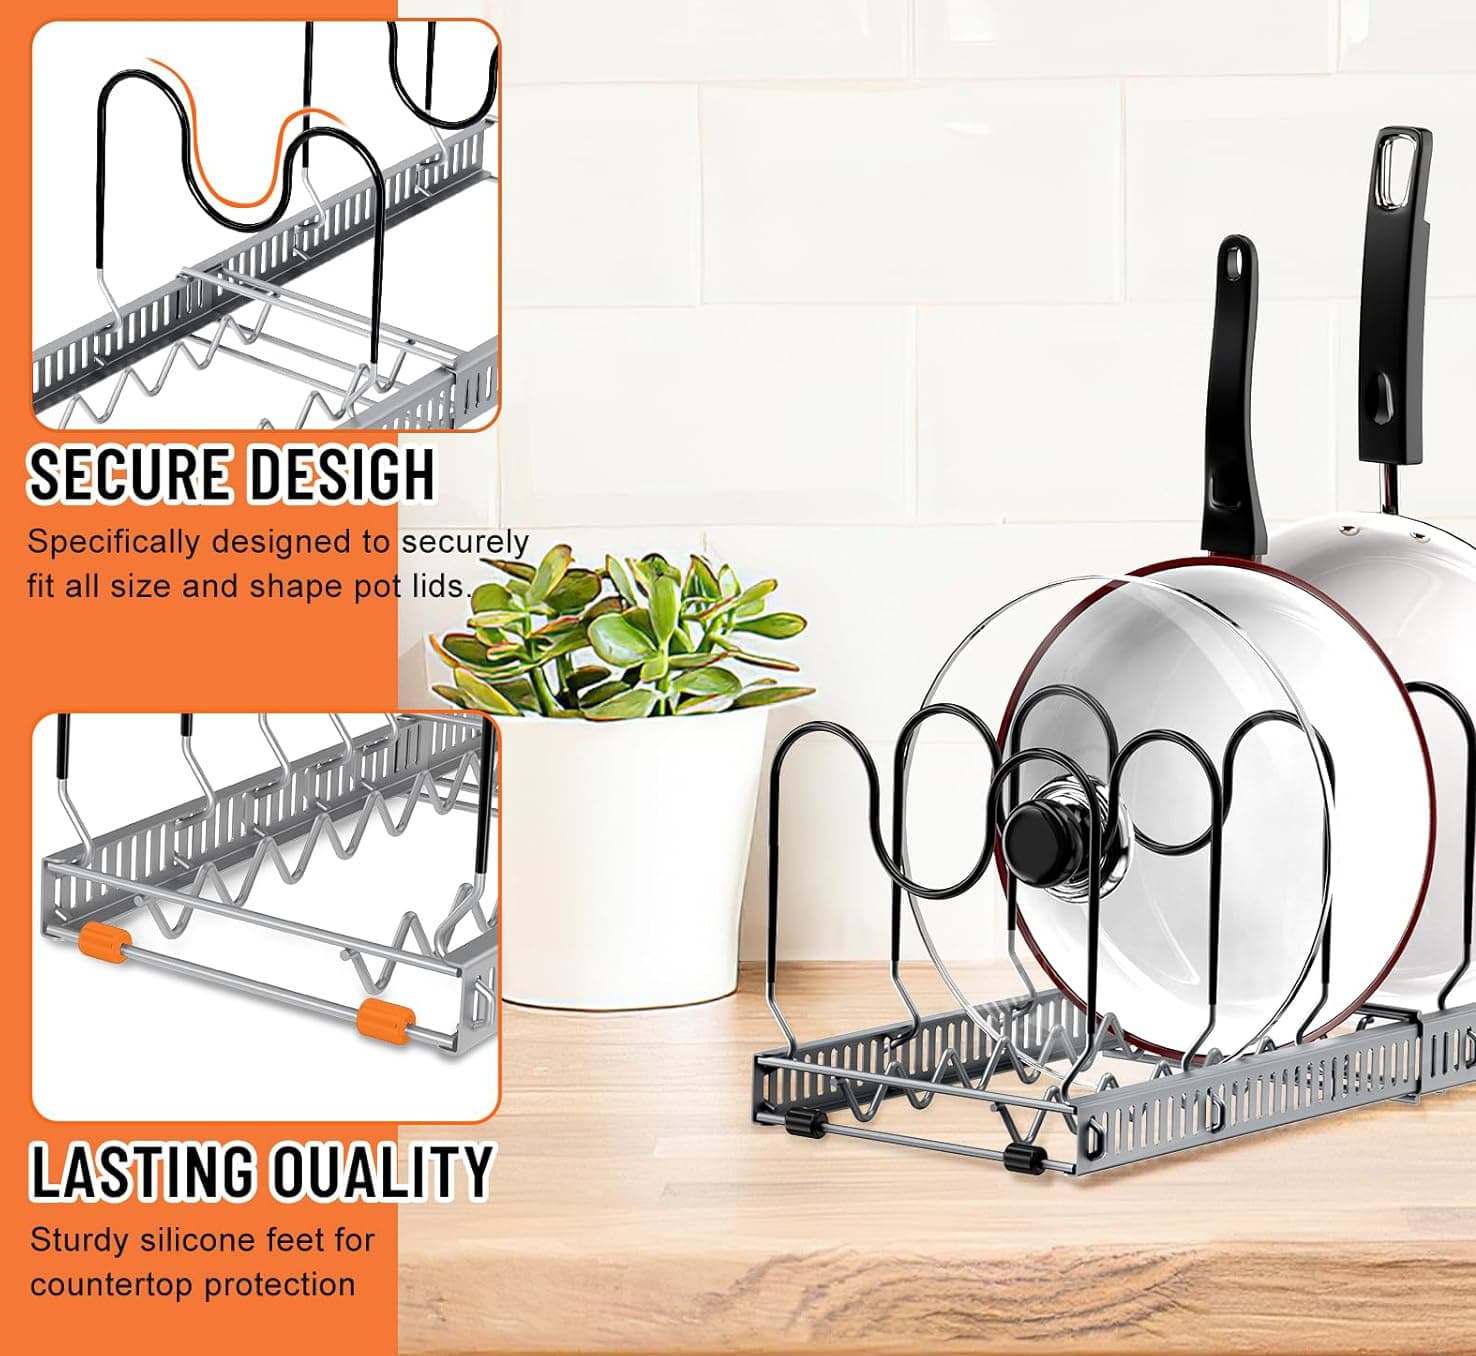 SECURE DESIGH
Specifically designed to securely
fit all size and shape pot lids.
LASTING QUALITY
Sturdy silicone feet for
countertop protection